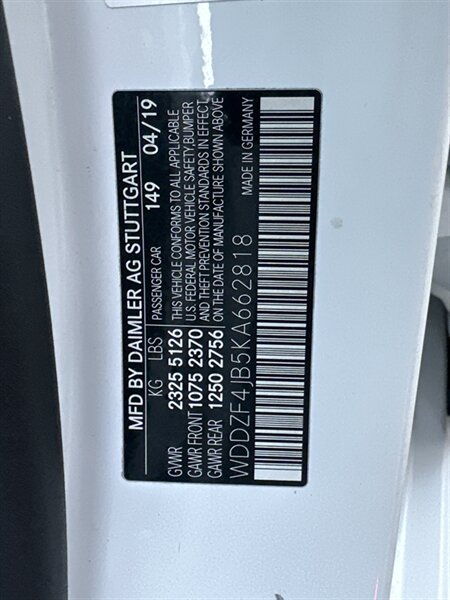 MFD BY DAIMLER AG STUTTGART
KG LBS PASSENGER CAR 149 04/19
GVWR 2325 5126 THIS VEHICLE CONFORMS TO ALL APPLICABLE
GAWR FRONT 1075 2370 U.S. FEDERAL MOTOR VEHICLE SAFETY, BUMPER
GAWR REAR 1250 2756 AND THEFT PREVENTION STANDARDS IN EFFECT
ON THE DATE OF MANUFACTURE SHOWN ABOVE
WDDZF4JB5KA662818 MADE IN GERMANY